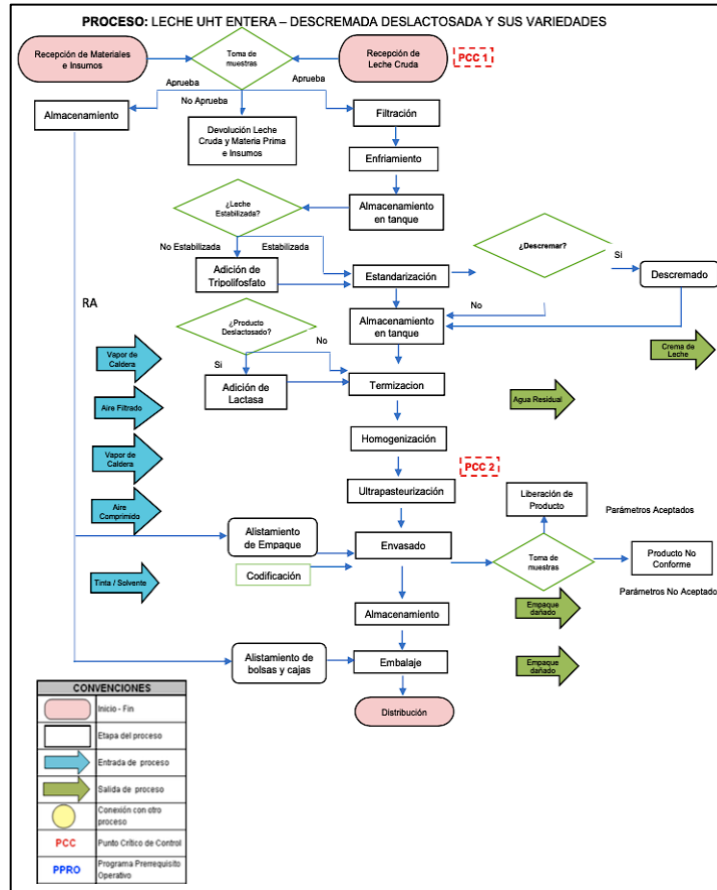 PROCESO: LECHE UHT ENTERA – DESCREMADA DESLACTOSADA Y SUS VARIEDADES
Recepción de Materiales
e Insumos
Toma de
muestras
Recepción de
Leche Cruda
PCC 1
Aprueba
Aprueba
No Aprueba
Almacenamiento
Devolución Leche
Cruda y Materia Prima
e Insumos
Filtración
Enfriamiento
¿Leche
Estabilizada?
Almacenamiento
en tanque
No Estabilizada
Estabilizada
¿Descremar?
Si
Adición de
Tripolifosfato
Estandarización
Descremado
No
RA
¿Producto
Deslactosado?
Almacenamiento
en tanque
Vapor de
Caldera
No
Crema de
Leche
Si
Adición de
Lactasa
Termizacion
Aire Filtrado
Agua Residual
Homogenización
Vapor de
Caldera
PCC 2
Ultrapasteurización
Liberación de
Producto
Aire
Comprimido
Parámetros Aceptados
Alistamiento
de Empaque
Envasado
Toma de
muestras
Producto No
Conforme
Codificación
Tinta / Solvente
Parámetros No Aceptado
Almacenamiento
Empaque
dañado
Alistamiento de
bolsas y cajas
Embalaje
Empaque
dañado
Distribución
CONVENCIONES
Inicio - Fin
Etapa del proceso
Entrada de proceso
Salida de proceso
Conexión con otro
proceso
PCC Punto Crítico de Control
PPRO Programa Prerrequisito
Operativo